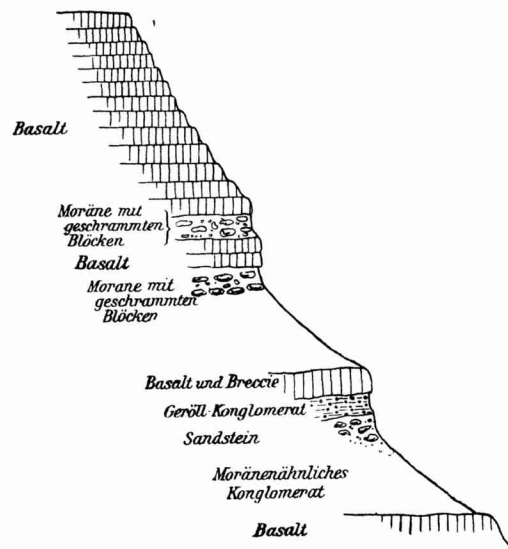 Basalt
Moräne mit
geschrammten
Blöcken
Basalt
Morane mit
geschrammten
Blöcken
Basalt und Breccie
Geröll-Konglomerat
Sandstein
Moränenähnliches
Konglomerat
Basalt